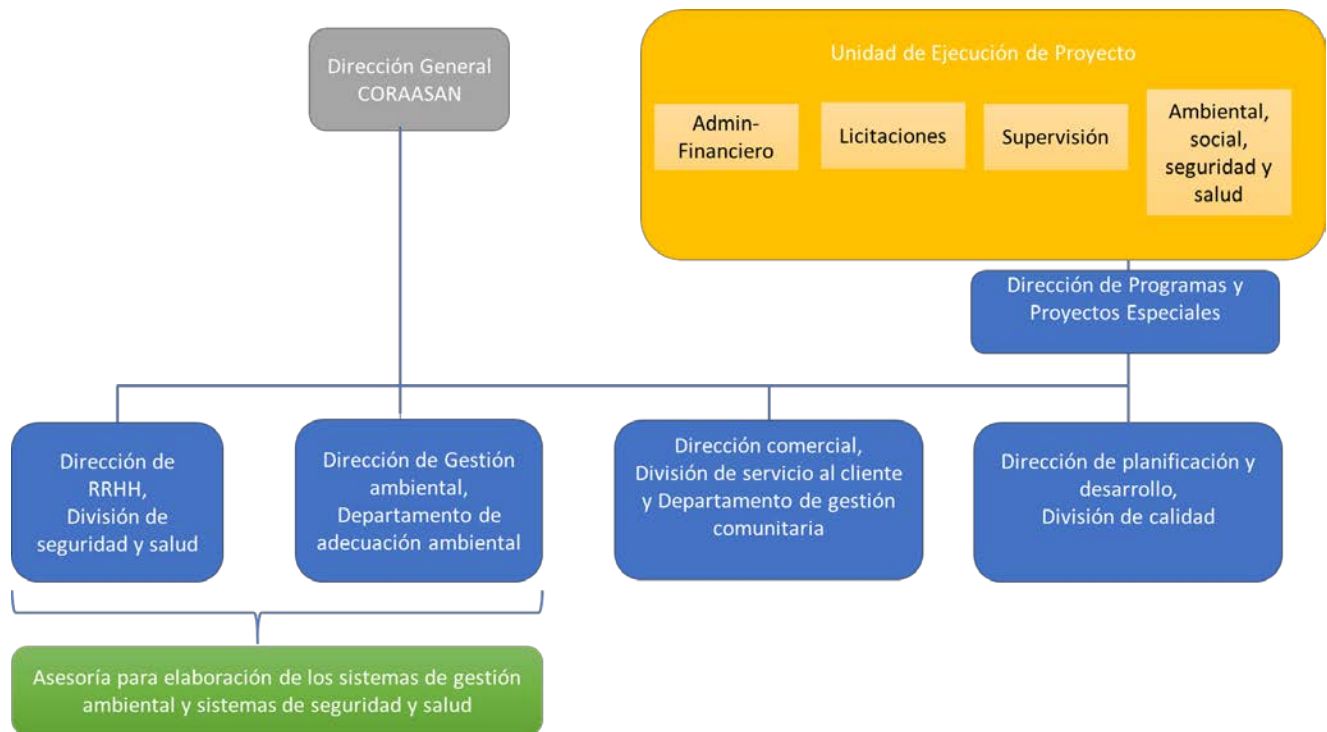 Dirección General
CORAASAN
Unidad de Ejecución de Proyecto
Admin-
Financiero
Licitaciones
Supervisión
Ambiental,
social,
seguridad y
salud
Dirección de Programas y
Proyectos Especiales
Dirección de
RRHH,
División de
seguridad y salud
Dirección de Gestión
ambiental,
Departamento de
adecuación ambiental
Dirección comercial,
División de servicio al cliente
y Departamento de gestión
comunitaria
Dirección de planificación y
desarrollo,
División de calidad
Asesoría para elaboración de los sistemas de gestión
ambiental y sistemas de seguridad y salud